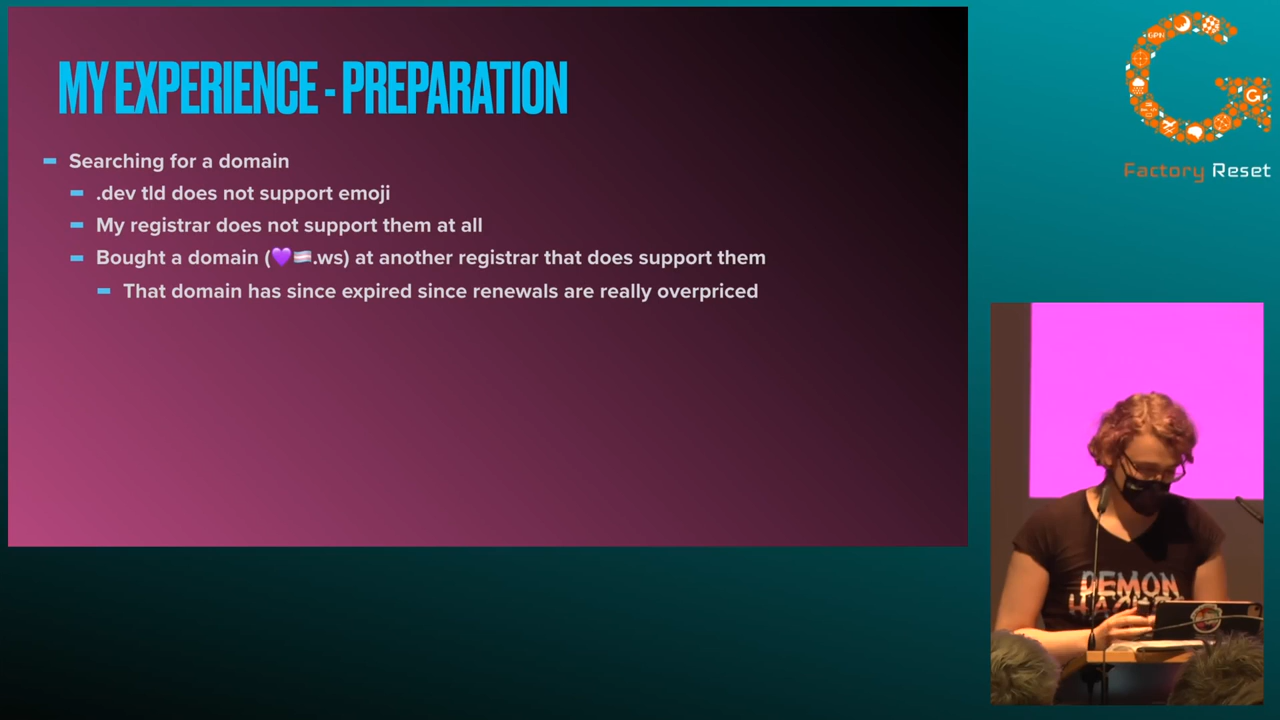 MY EXPERIENCE - PREPARATION
Searching for a domain
.dev tld does not support emoji
My registrar does not support them at all
Bought a domain (💜🏳️‍⚧️.ws) at another registrar that does support them
That domain has since expired since renewals are really overpriced
GPN
Factory Reset
DEMON